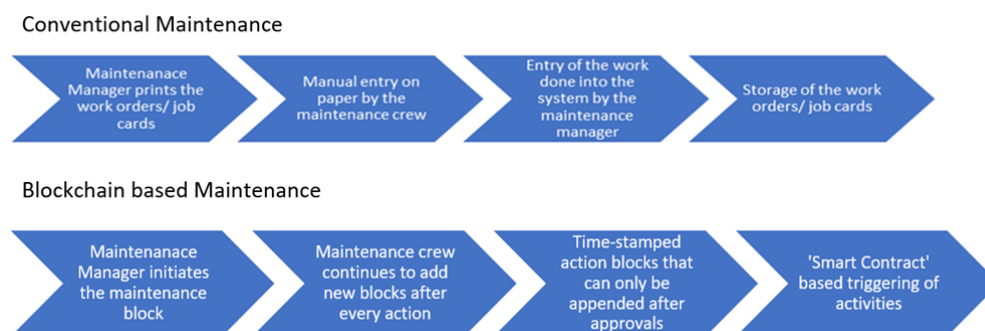 Conventional Maintenance
Maintenanace
Manager prints the
work orders/ job
cards
Manual entry on
paper by the
maintenance crew
Entry of the work
done into the
system by the
maintenance
manager
Storage of the work
orders/ job cards
Blockchain based Maintenance
Maintenanace
Manager initiates
the maintenance
block
Maintenance crew
continues to add
new blocks after
every action
Time-stamped
action blocks that
can only be
appended after
approvals
'Smart Contract'
based triggering of
activities